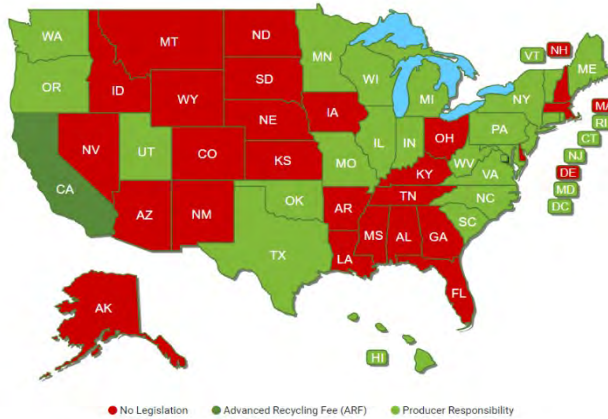 WA
MT
ND
MN
VT
NH
ME
OR
ID
SD
WI
MI
NY
MA
WY
RI
IA
NE
PA
CT
NV
UT
IL
IN
OH
NJ
CO
CA
KS
MO
WV
VA
DE
KY
MD
NC
TN
DC
OK
AZ
NM
AR
SC
MS
AL
GA
TX
LA
FL
AK
HI
No Legislation
Advanced Recycling Fee (ARF)
Producer Responsibility